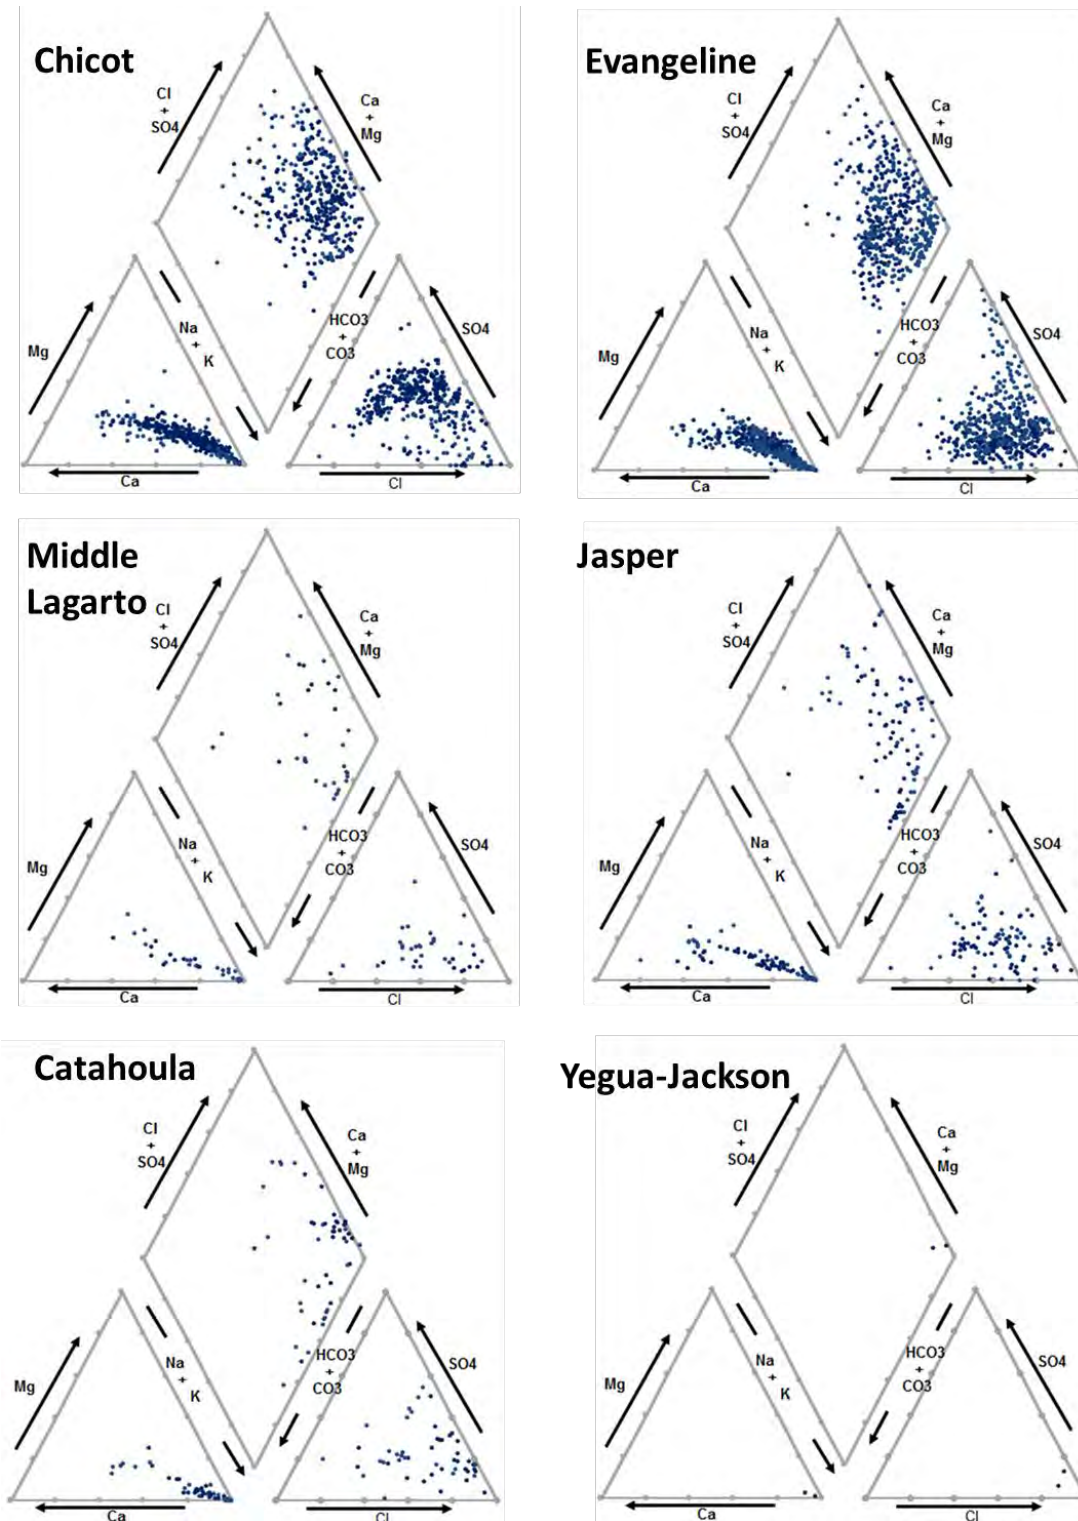 Chicot
Cl
+
SO4
Ca
+
Mg
Mg
Na
+
K
HCO3
+
CO3
SO4
Ca
Cl
Evangeline
Cl
+
SO4
Ca
+
Mg
Mg
Na
+
K
HCO3
+
CO3
SO4
Ca
Cl
Middle
Lagarto
Cl
+
SO4
Ca
+
Mg
Mg
Na
+
K
HCO3
+
CO3
SO4
Ca
Cl
Jasper
Cl
+
SO4
Ca
+
Mg
Mg
Na
+
K
HCO3
+
CO3
SO4
Ca
Cl
Catahoula
Cl
+
SO4
Ca
+
Mg
Mg
Na
+
K
HCO3
+
CO3
SO4
Ca
Cl
Yegua-Jackson
Cl
+
SO4
Ca
+
Mg
Mg
Na
+
K
HCO3
+
CO3
SO4
Ca
Cl